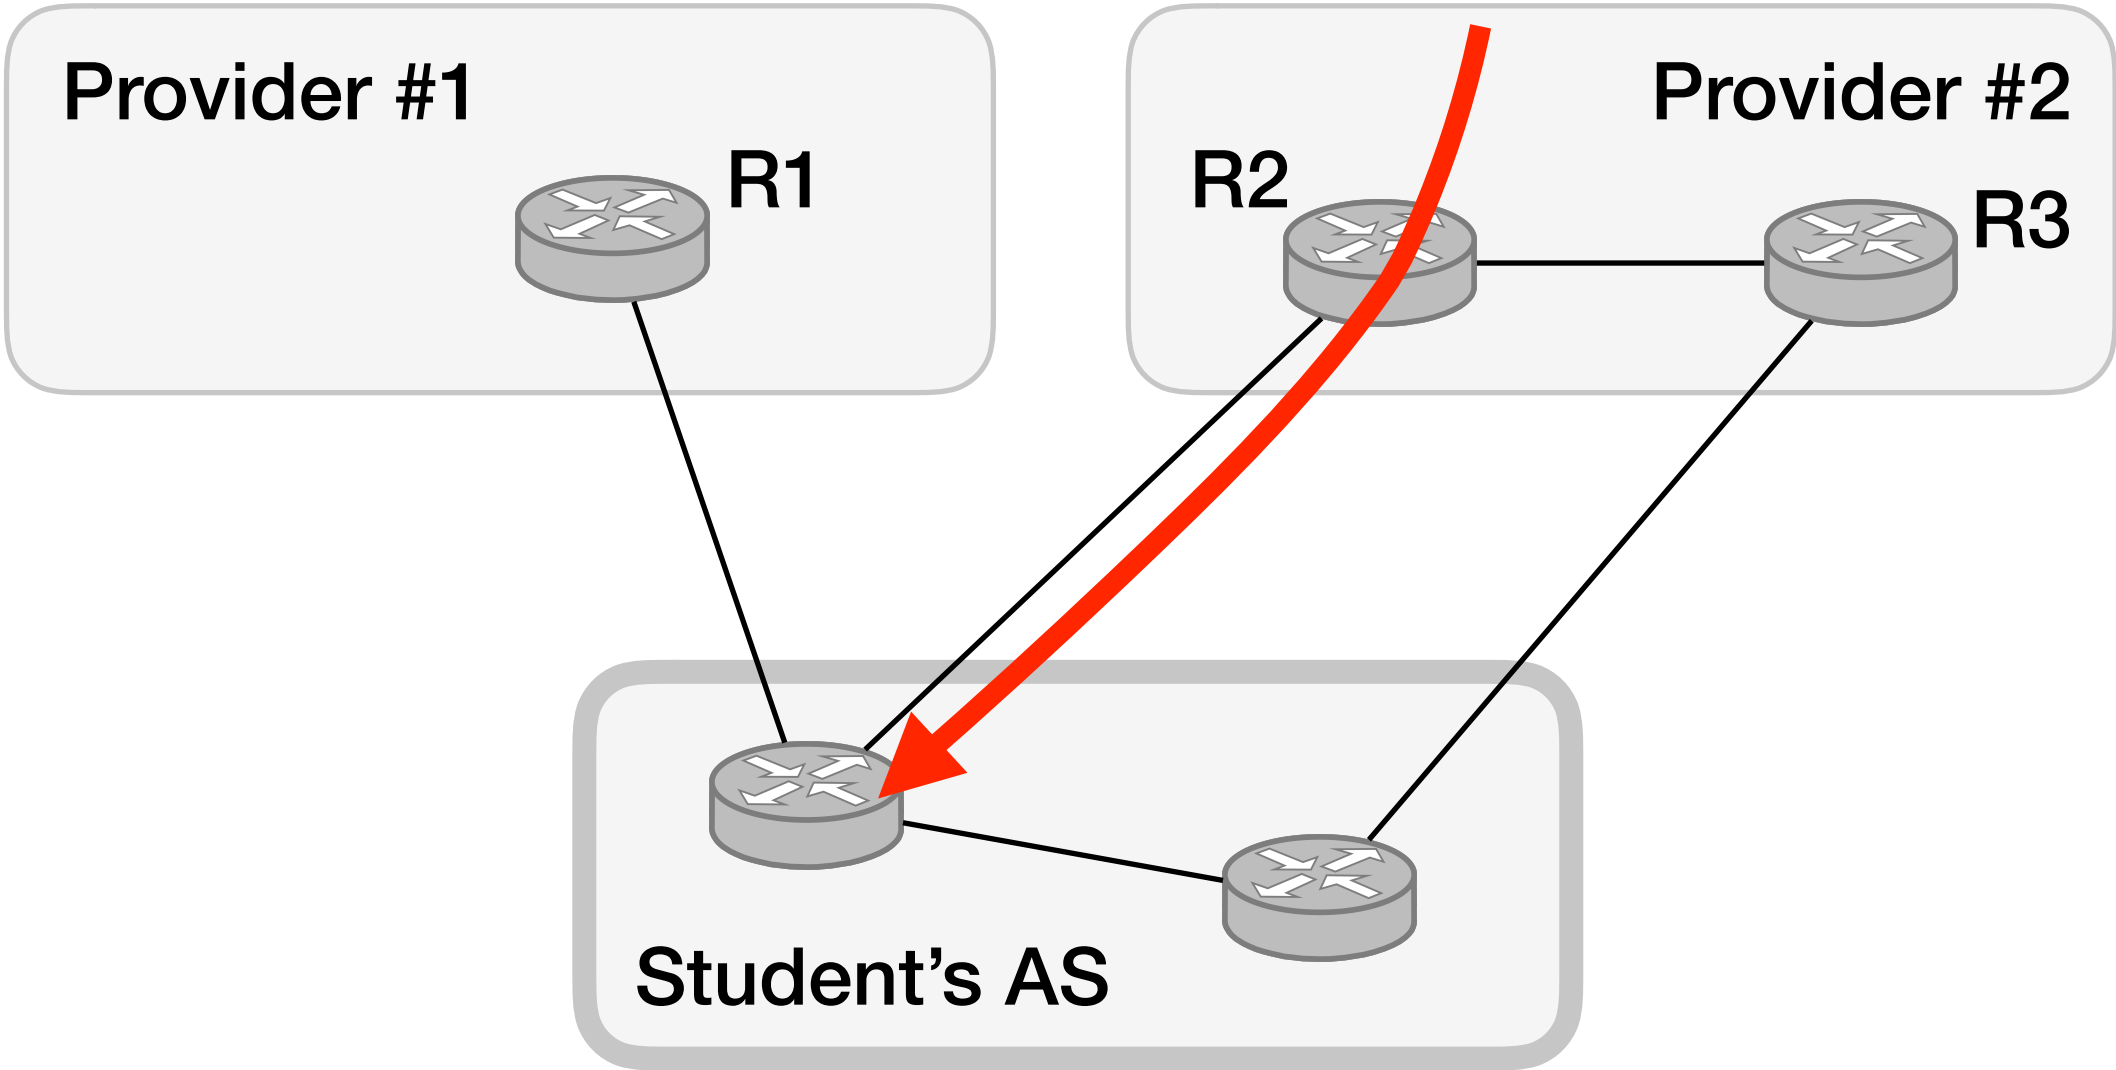 Provider #1
Provider #2
R1
R2
R3
Student’s AS